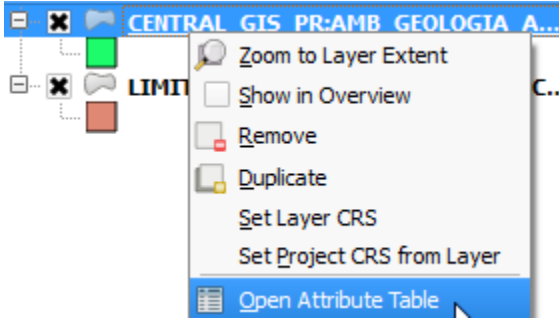 CENTRAL_GIS_PR:AMB_GEOLOGIA_A...
Zoom to Layer Extent
Show in Overview
Remove
Duplicate
Set Layer CRS
Set Project CRS from Layer
Open Attribute Table